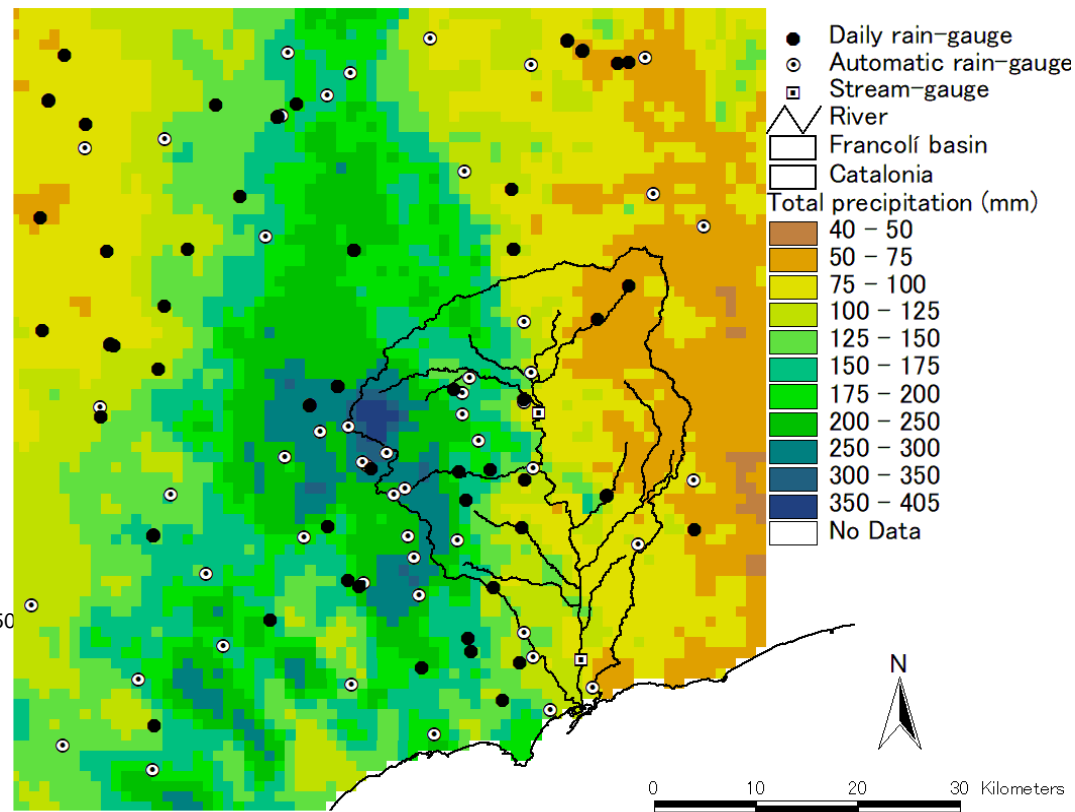 Daily rain-gauge
Automatic rain-gauge
Stream-gauge
River
Francolí basin
Catalonia
Total precipitation (mm)
40 - 50
50 - 75
75 - 100
100 - 125
125 - 150
150 - 175
175 - 200
200 - 250
250 - 300
300 - 350
350 - 405
No Data
50
N
0 10 20 30 Kilometers